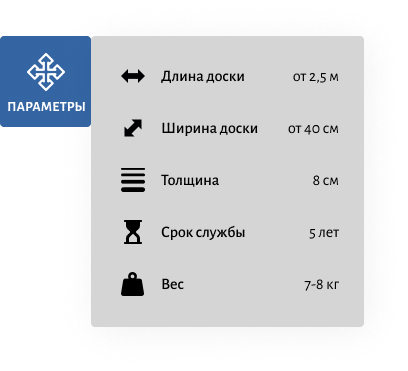 ПАРАМЕТРЫ
Длина доски от 2,5 м
Ширина доски от 40 см
Толщина 8 см
Срок службы 5 лет
Вес 7-8 кг